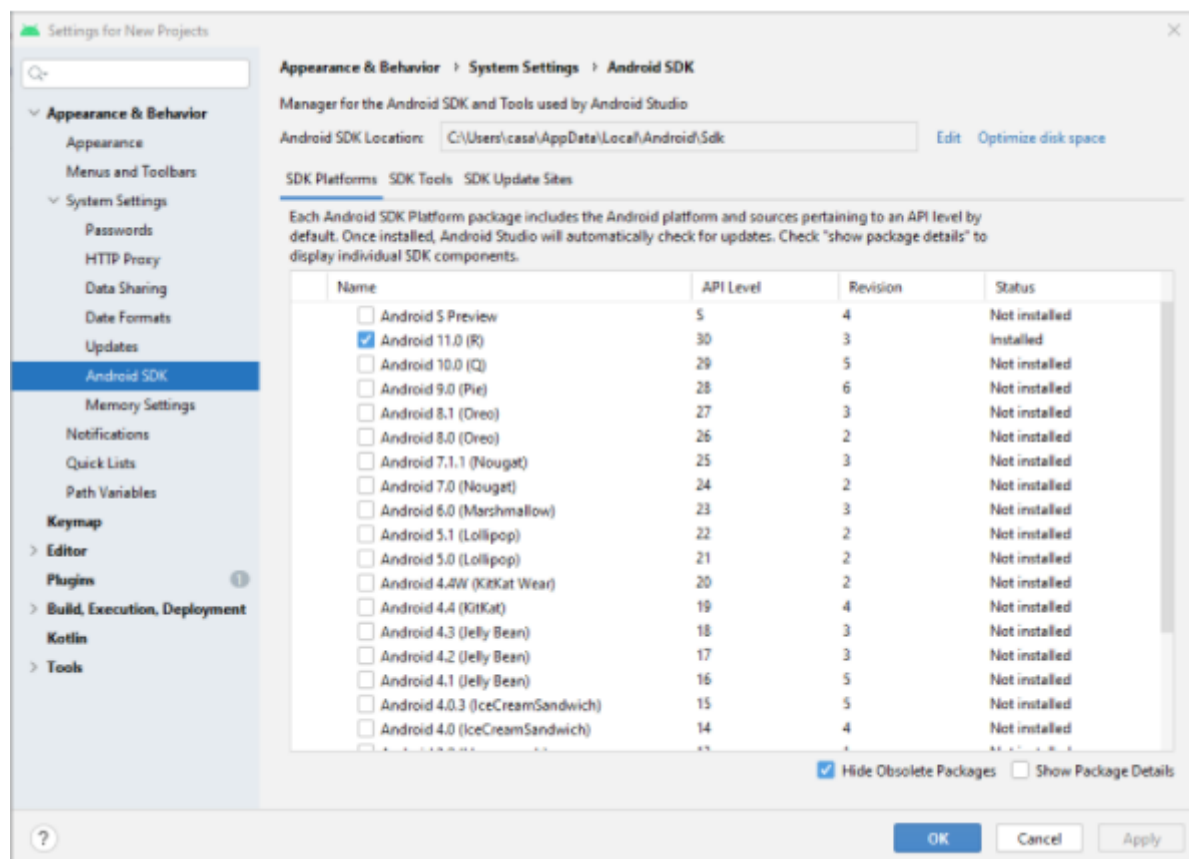 Settings for New Projects
Appearance & Behavior
Appearance
Menus and Toolbars
System Settings
Passwords
HTTP Proxy
Data Sharing
Date Formats
Updates
Android SDK
Memory Settings
Notifications
Quick Lists
Path Variables
Keymap
Editor
Plugins 1
Build, Execution, Deployment
Kotlin
Tools
Appearance & Behavior › System Settings › Android SDK
Manager for the Android SDK and Tools used by Android Studio
Android SDK Location: C:\Users\casa\AppData\Local\Android\Sdk Edit Optimize disk space
SDK Platforms SDK Tools SDK Update Sites
Each Android SDK Platform package includes the Android platform and sources pertaining to an API level by
default. Once installed, Android Studio will automatically check for updates. Check "show package details" to
display individual SDK components.
Name API Level Revision Status
Android S Preview S 4 Not installed
Android 11.0 (R) 30 3 Installed
Android 10.0 (Q) 29 5 Not installed
Android 9.0 (Pie) 28 6 Not installed
Android 8.1 (Oreo) 27 3 Not installed
Android 8.0 (Oreo) 26 2 Not installed
Android 7.1.1 (Nougat) 25 3 Not installed
Android 7.0 (Nougat) 24 2 Not installed
Android 6.0 (Marshmallow) 23 3 Not installed
Android 5.1 (Lollipop) 22 2 Not installed
Android 5.0 (Lollipop) 21 2 Not installed
Android 4.4W (KitKat Wear) 20 2 Not installed
Android 4.4 (KitKat) 19 4 Not installed
Android 4.3 (Jelly Bean) 18 3 Not installed
Android 4.2 (Jelly Bean) 17 3 Not installed
Android 4.1 (Jelly Bean) 16 5 Not installed
Android 4.0.3 (IceCreamSandwich) 15 5 Not installed
Android 4.0 (IceCreamSandwich) 14 4 Not installed
Hide Obsolete Packages Show Package Details
? OK Cancel Apply